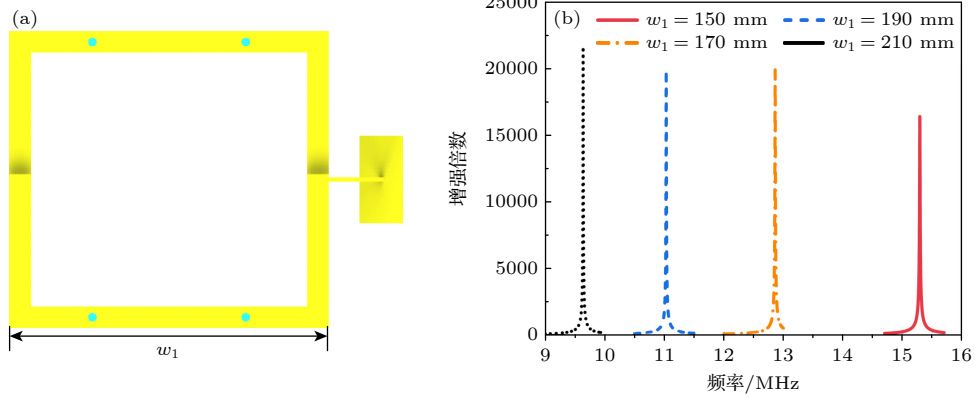 (a)
w₁
(b)
25000
20000
15000
10000
5000
0
增强倍数
w₁ = 150 mm
w₁ = 190 mm
w₁ = 170 mm
w₁ = 210 mm
9 10 11 12 13 14 15 16
频率/MHz